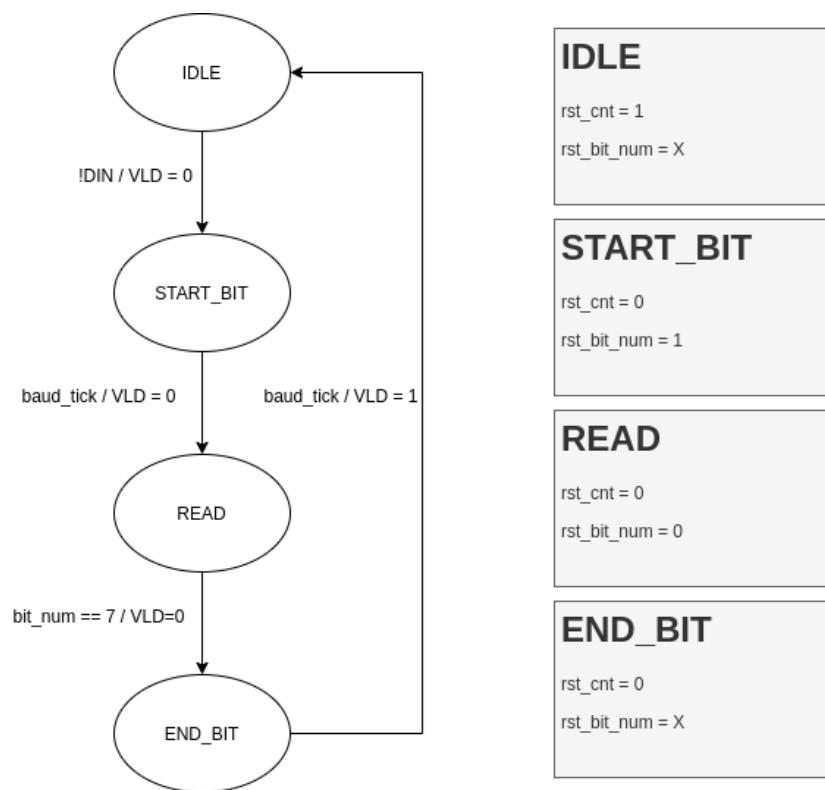 IDLE
!DIN / VLD = 0
START_BIT
baud_tick / VLD = 0
baud_tick / VLD = 1
READ
bit_num == 7 / VLD=0
END_BIT
IDLE
rst_cnt = 1
rst_bit_num = X
START_BIT
rst_cnt = 0
rst_bit_num = 1
READ
rst_cnt = 0
rst_bit_num = 0
END_BIT
rst_cnt = 0
rst_bit_num = X